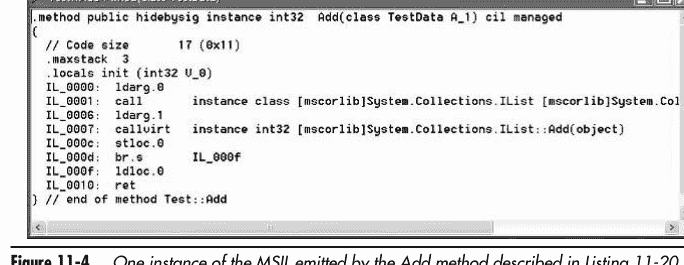 .method public hidebysig instance int32  Add(class TestData A_1) cil managed
{
  // Code size       17 (0x11)
  .maxstack  3
  .locals init (int32 V_0)
  IL_0000:  ldarg.0
  IL_0001:  call       instance class [mscorlib]System.Collections.IList [mscorlib]System.Col
  IL_0006:  ldarg.1
  IL_0007:  callvirt   instance int32 [mscorlib]System.Collections.IList::Add(object)
  IL_000c:  stloc.0
  IL_000d:  br.s       IL_000f
  IL_000f:  ldloc.0
  IL_0010:  ret
} // end of method Test::Add
Figure 11-4    One instance of the MSIL emitted by the Add method described in Listing 11-20